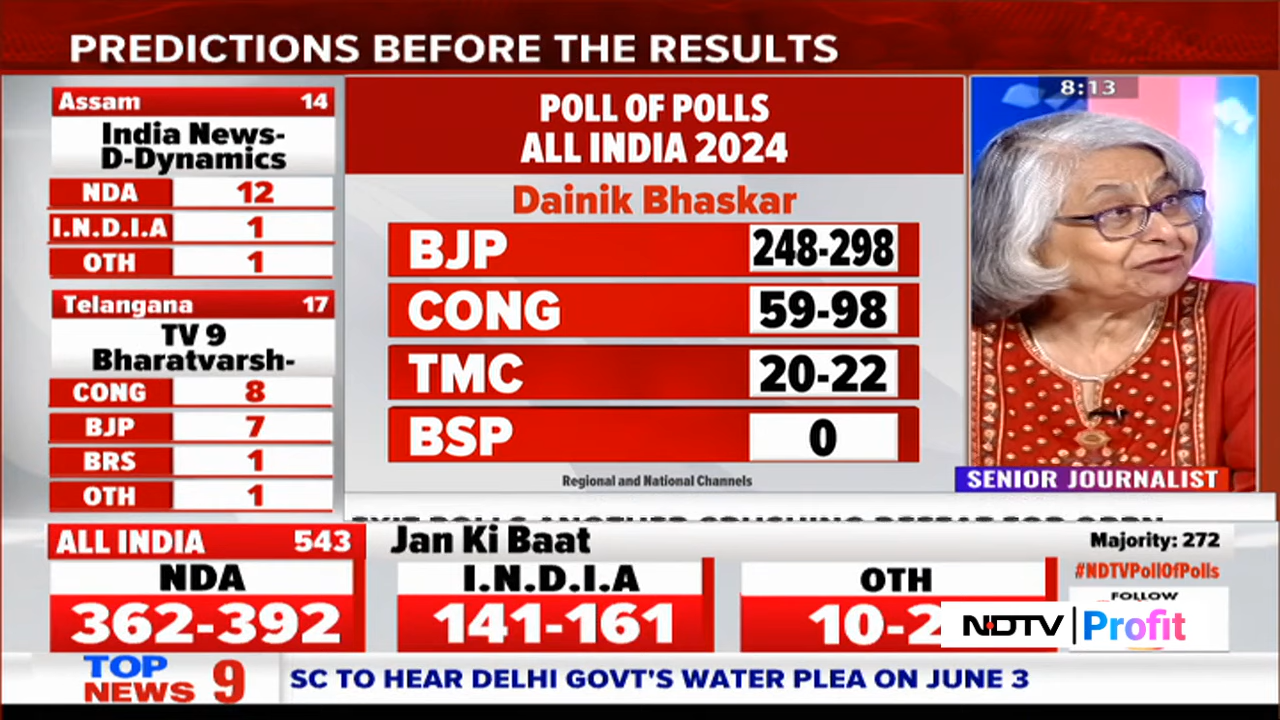 PREDICTIONS BEFORE THE RESULTS
Assam 14
India News-
D-Dynamics
NDA 12
I.N.D.I.A 1
OTH 1
Telangana 17
TV 9
Bharatvarsh-
CONG 8
BJP 7
BRS 1
OTH 1
POLL OF POLLS
ALL INDIA 2024
Dainik Bhaskar
BJP 248-298
CONG 59-98
TMC 20-22
BSP 0
Regional and National Channels
8:13
SENIOR JOURNALIST
ALL INDIA 543
Jan Ki Baat
Majority: 272
NDA
362-392
I.N.D.I.A
141-161
OTH
10-2
#NDTVPollOfPolls
FOLLOW
NDTV | Profit
TOP
NEWS 9
SC TO HEAR DELHI GOVT'S WATER PLEA ON JUNE 3